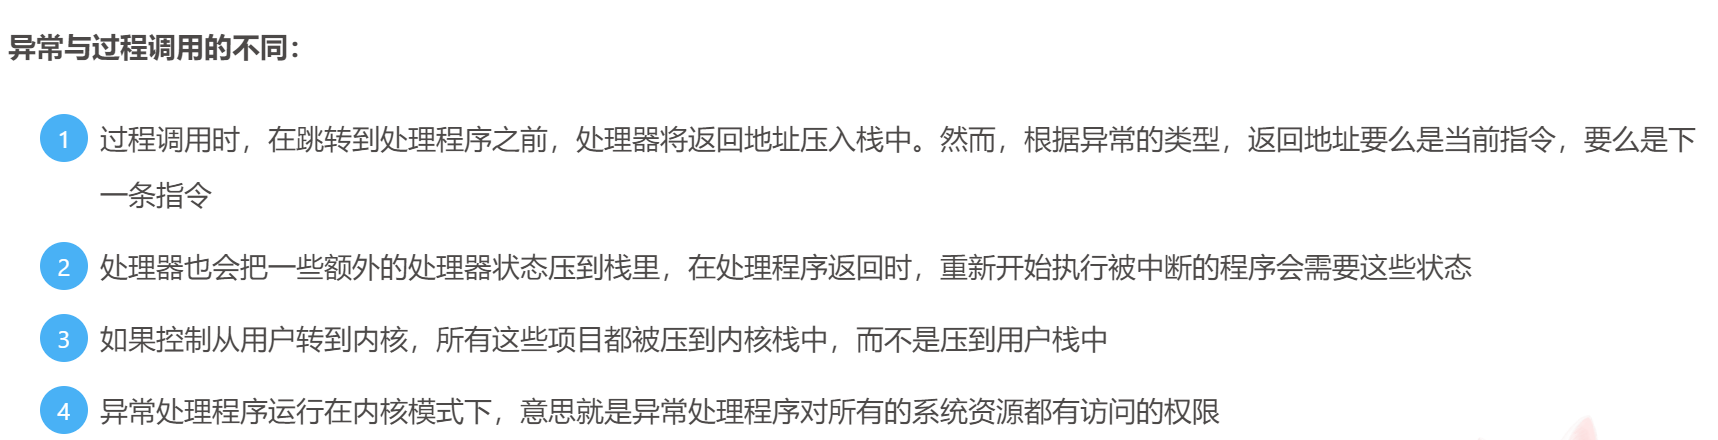 异常与过程调用的不同：
1 过程调用时，在跳转到处理程序之前，处理器将返回地址压入栈中。然而，根据异常的类型，返回地址要么是当前指令，要么是下
一条指令
2 处理器也会把一些额外的处理器状态压到栈里，在处理程序返回时，重新开始执行被中断的程序会需要这些状态
3 如果控制从用户转到内核，所有这些项目都被压到内核栈中，而不是压到用户栈中
4 异常处理程序运行在内核模式下，意思就是异常处理程序对所有的系统资源都有访问的权限